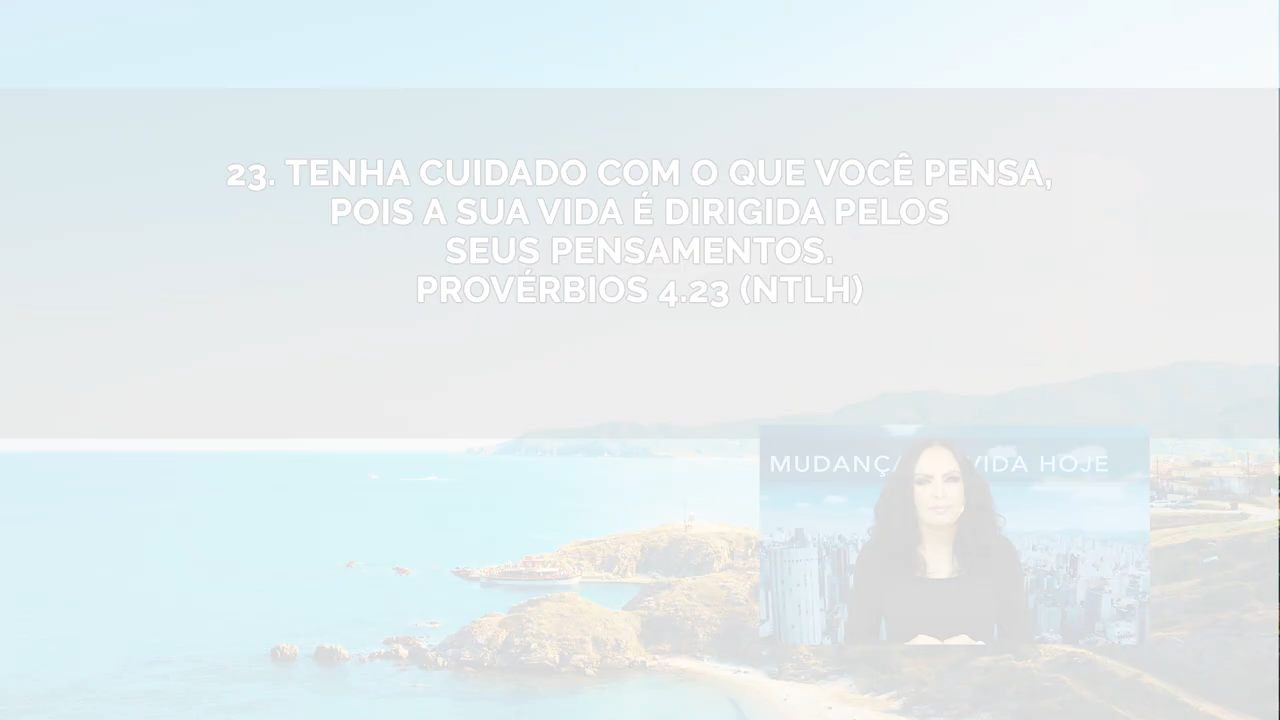 23. TENHA CUIDADO COM O QUE VOCÊ PENSA,
POIS A SUA VIDA É DIRIGIDA PELOS
SEUS PENSAMENTOS.
PROVÉRBIOS 4.23 (NTLH)
MUDANÇ VIDA HOJE